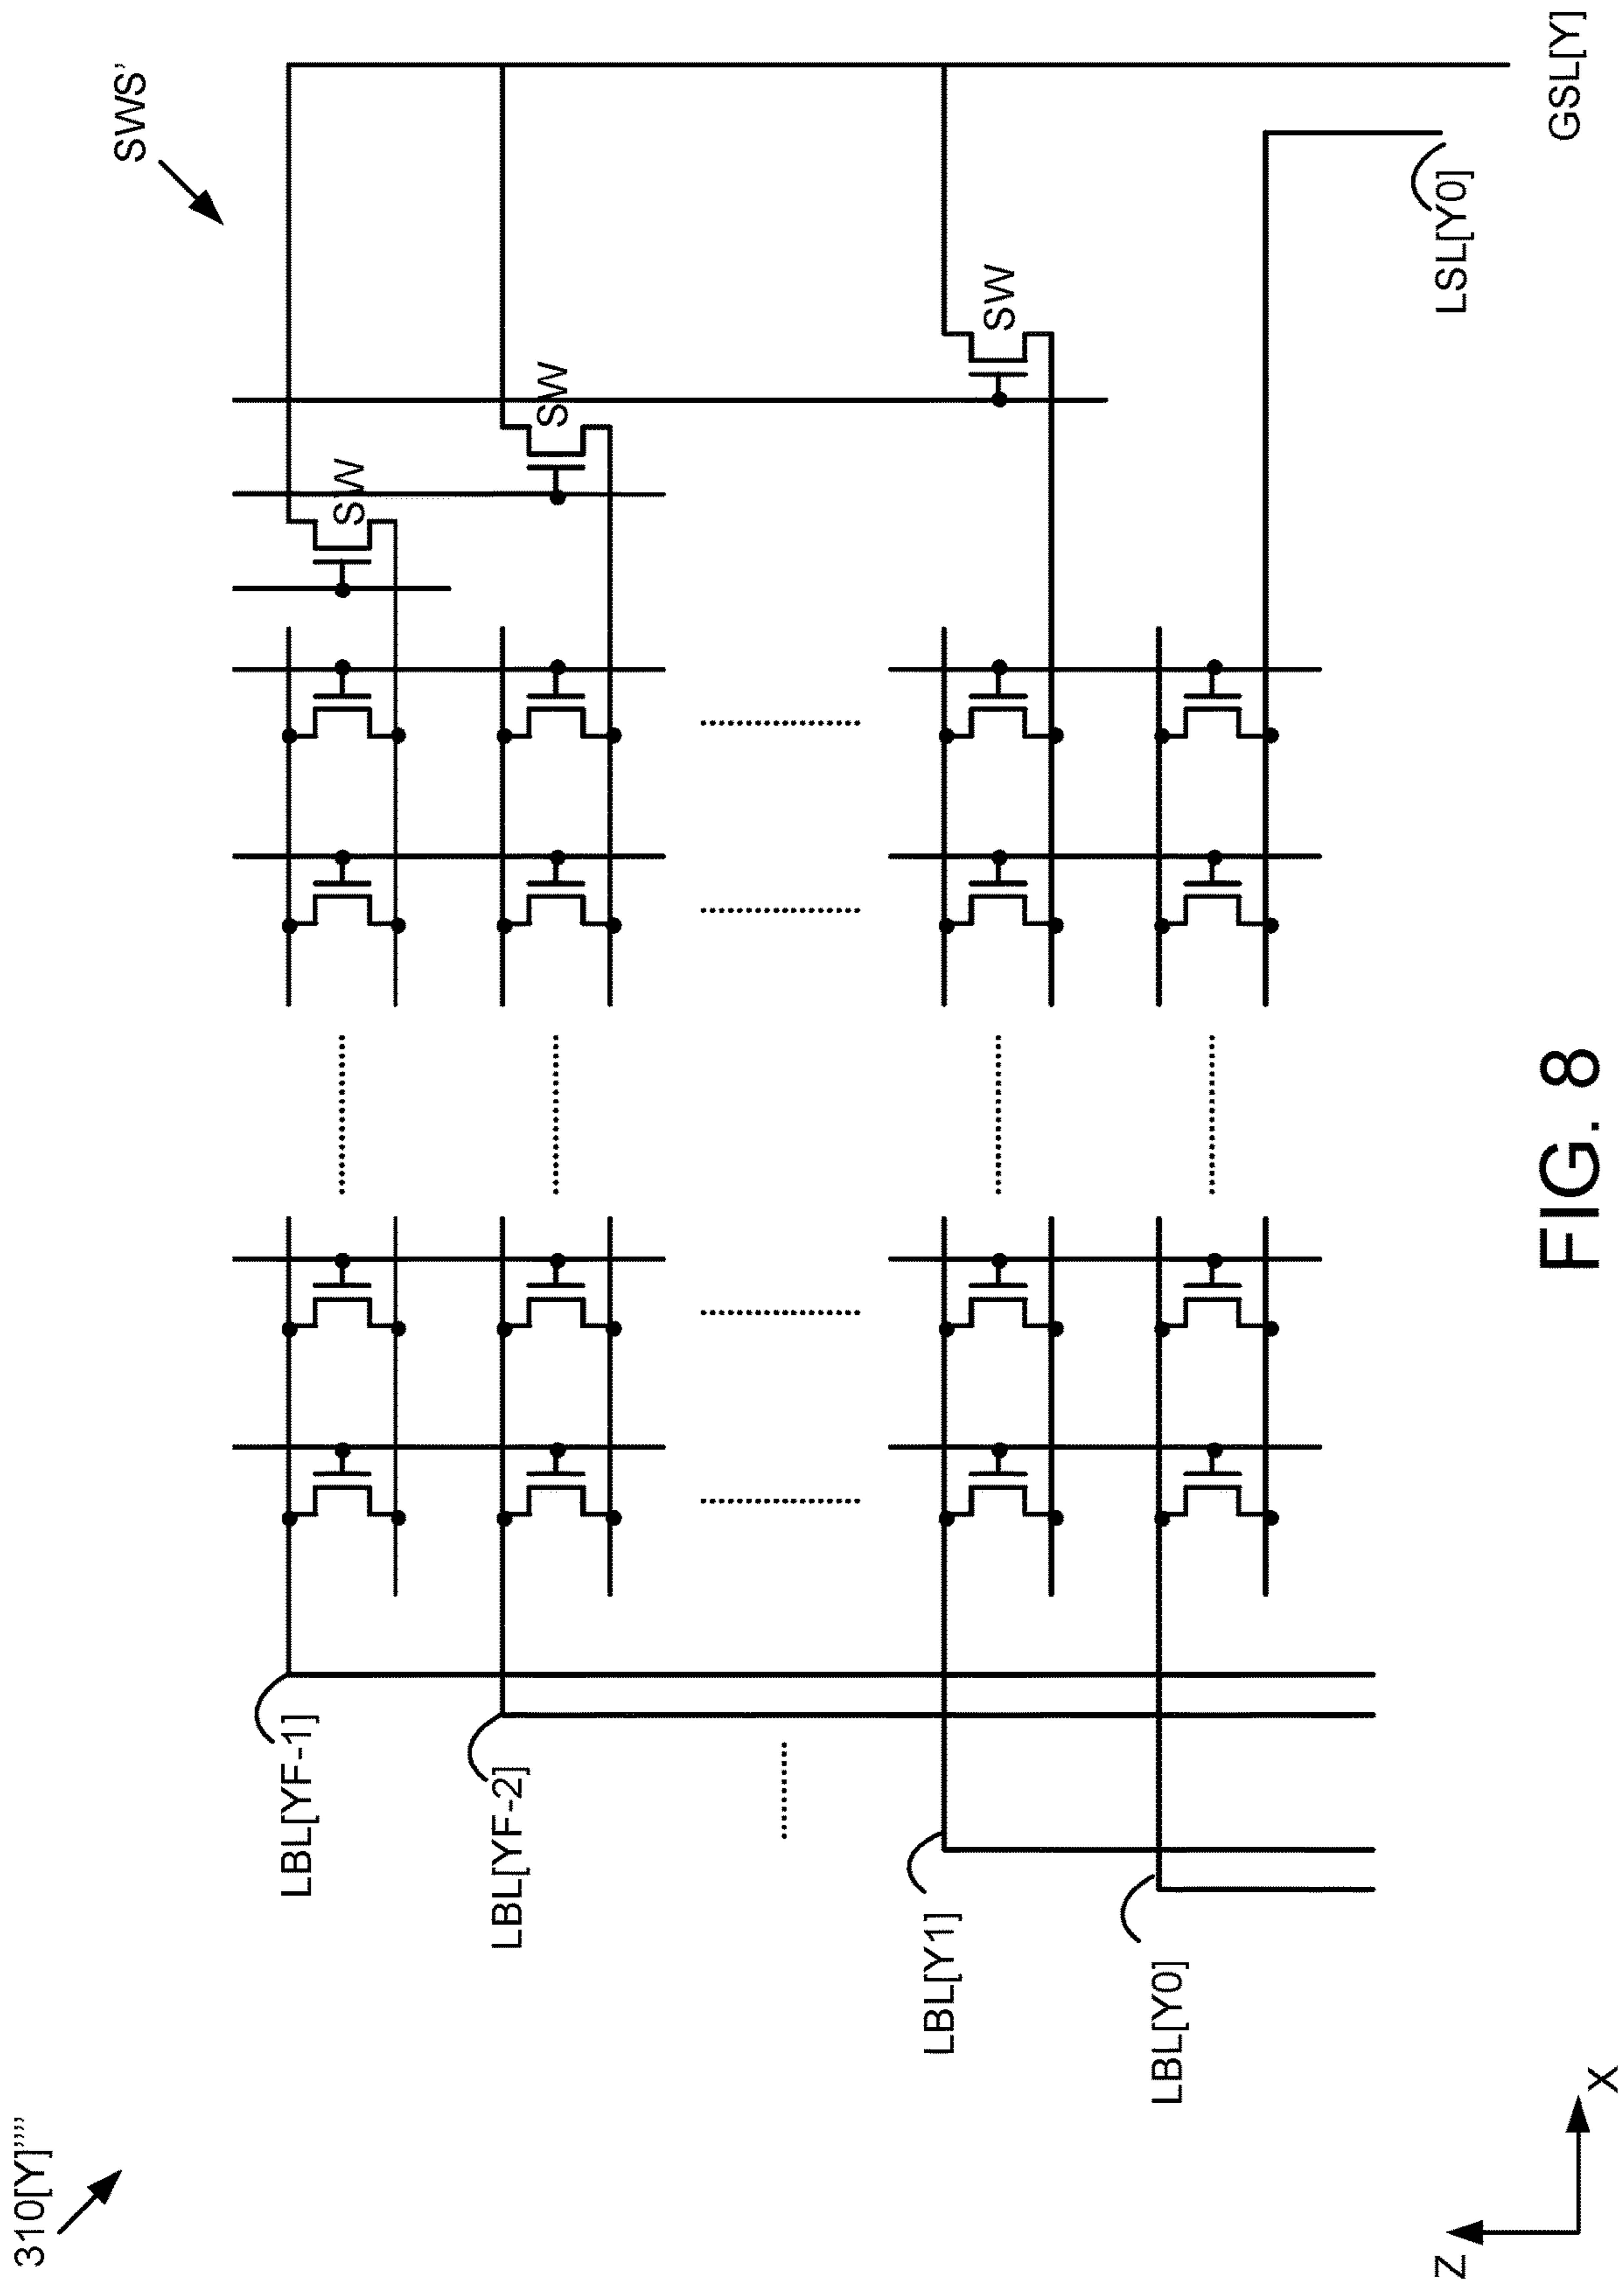 310[Y]'''''
SWS'
LBL[YF-1]
SW
LBL[YF-2]
SW
LBL[Y1]
SW
LBL[Y0]
LSL[Y0]
GSL[Y]
Z
X
FIG. 8